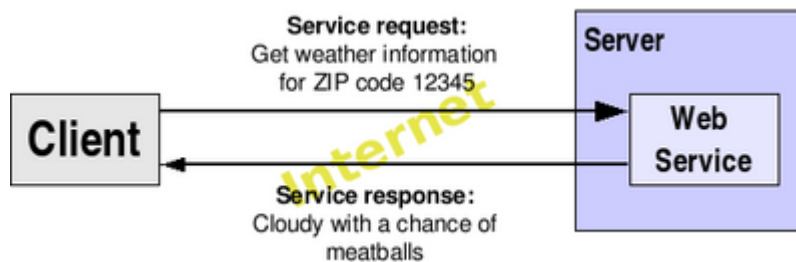 Service request:
Get weather information
for ZIP code 12345
Server
Client
Internet
Web
Service
Service response:
Cloudy with a chance of
meatballs